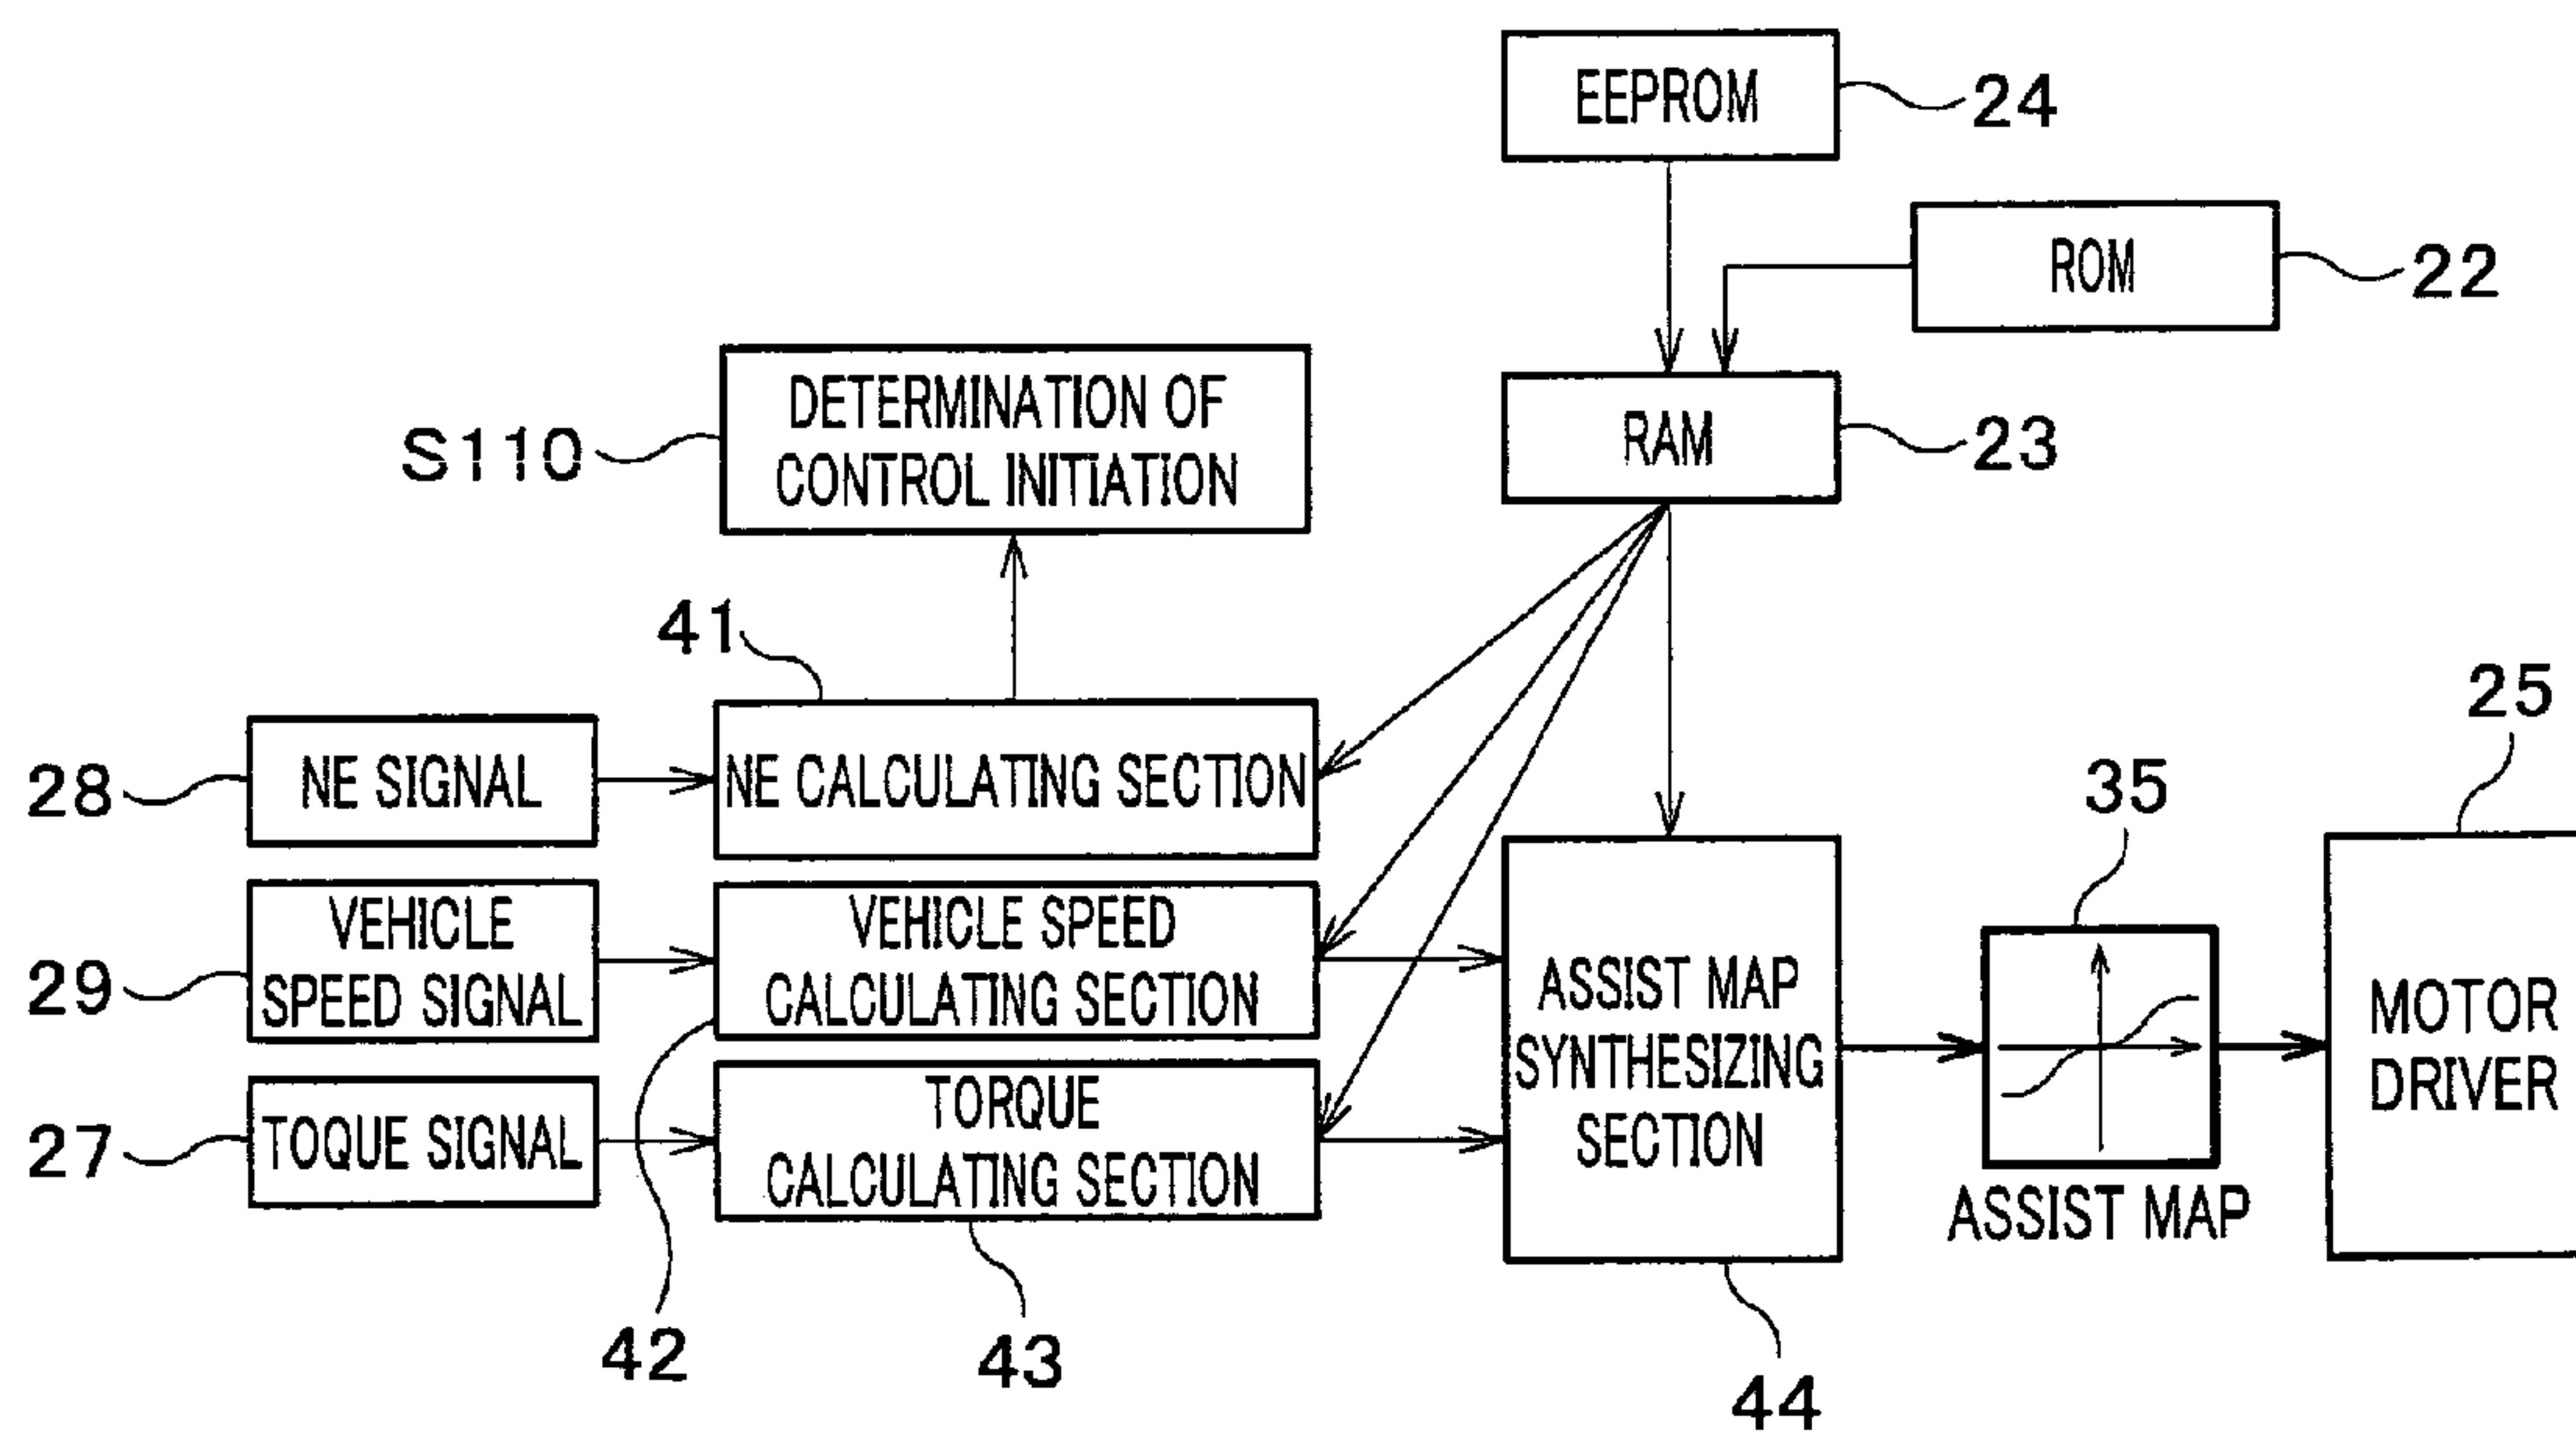 EEPROM
24
ROM
22
DETERMINATION OF
CONTROL INITIATION
S110
RAM
23
41
NE SIGNAL
28
NE CALCULATING SECTION
25
35
VEHICLE
SPEED SIGNAL
29
VEHICLE SPEED
CALCULATING SECTION
ASSIST MAP
SYNTHESIZING
SECTION
MOTOR
DRIVER
TOQUE SIGNAL
27
TORQUE
CALCULATING SECTION
ASSIST MAP
42
43
44